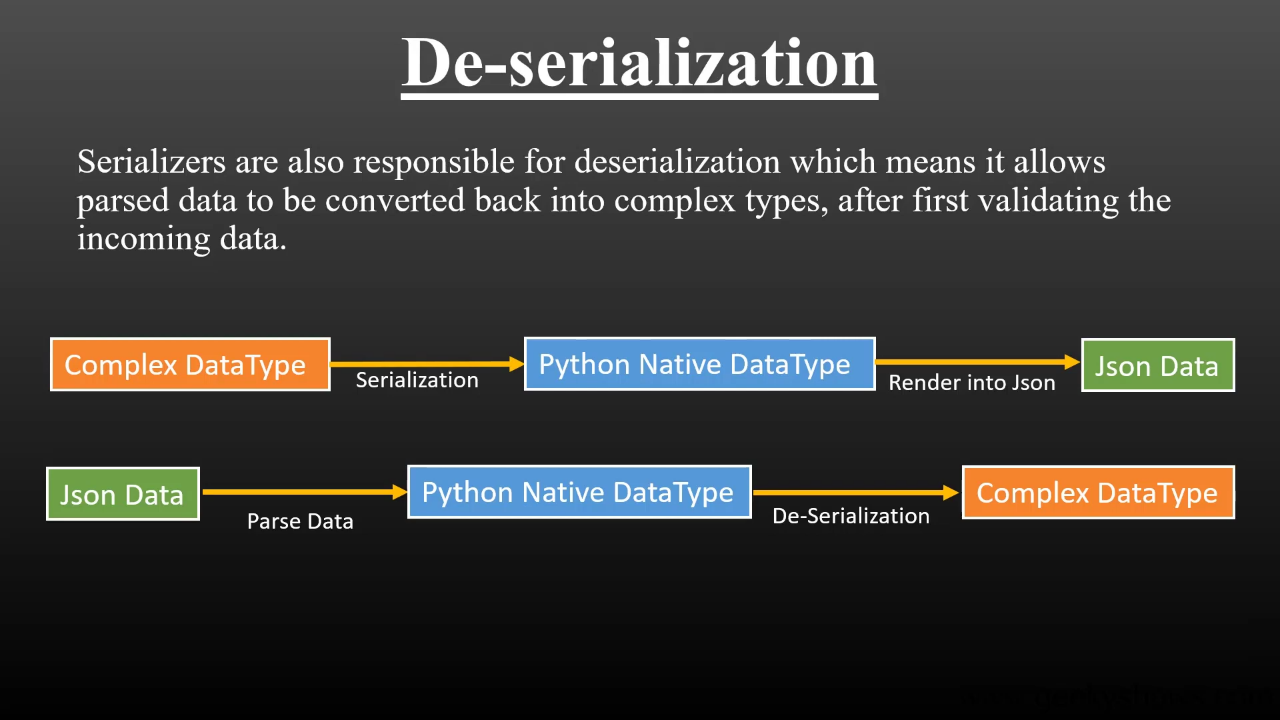 De-serialization
Serializers are also responsible for deserialization which means it allows
parsed data to be converted back into complex types, after first validating the
incoming data.
Complex DataType
Serialization
Python Native DataType
Render into Json
Json Data
Json Data
Parse Data
Python Native DataType
De-Serialization
Complex DataType